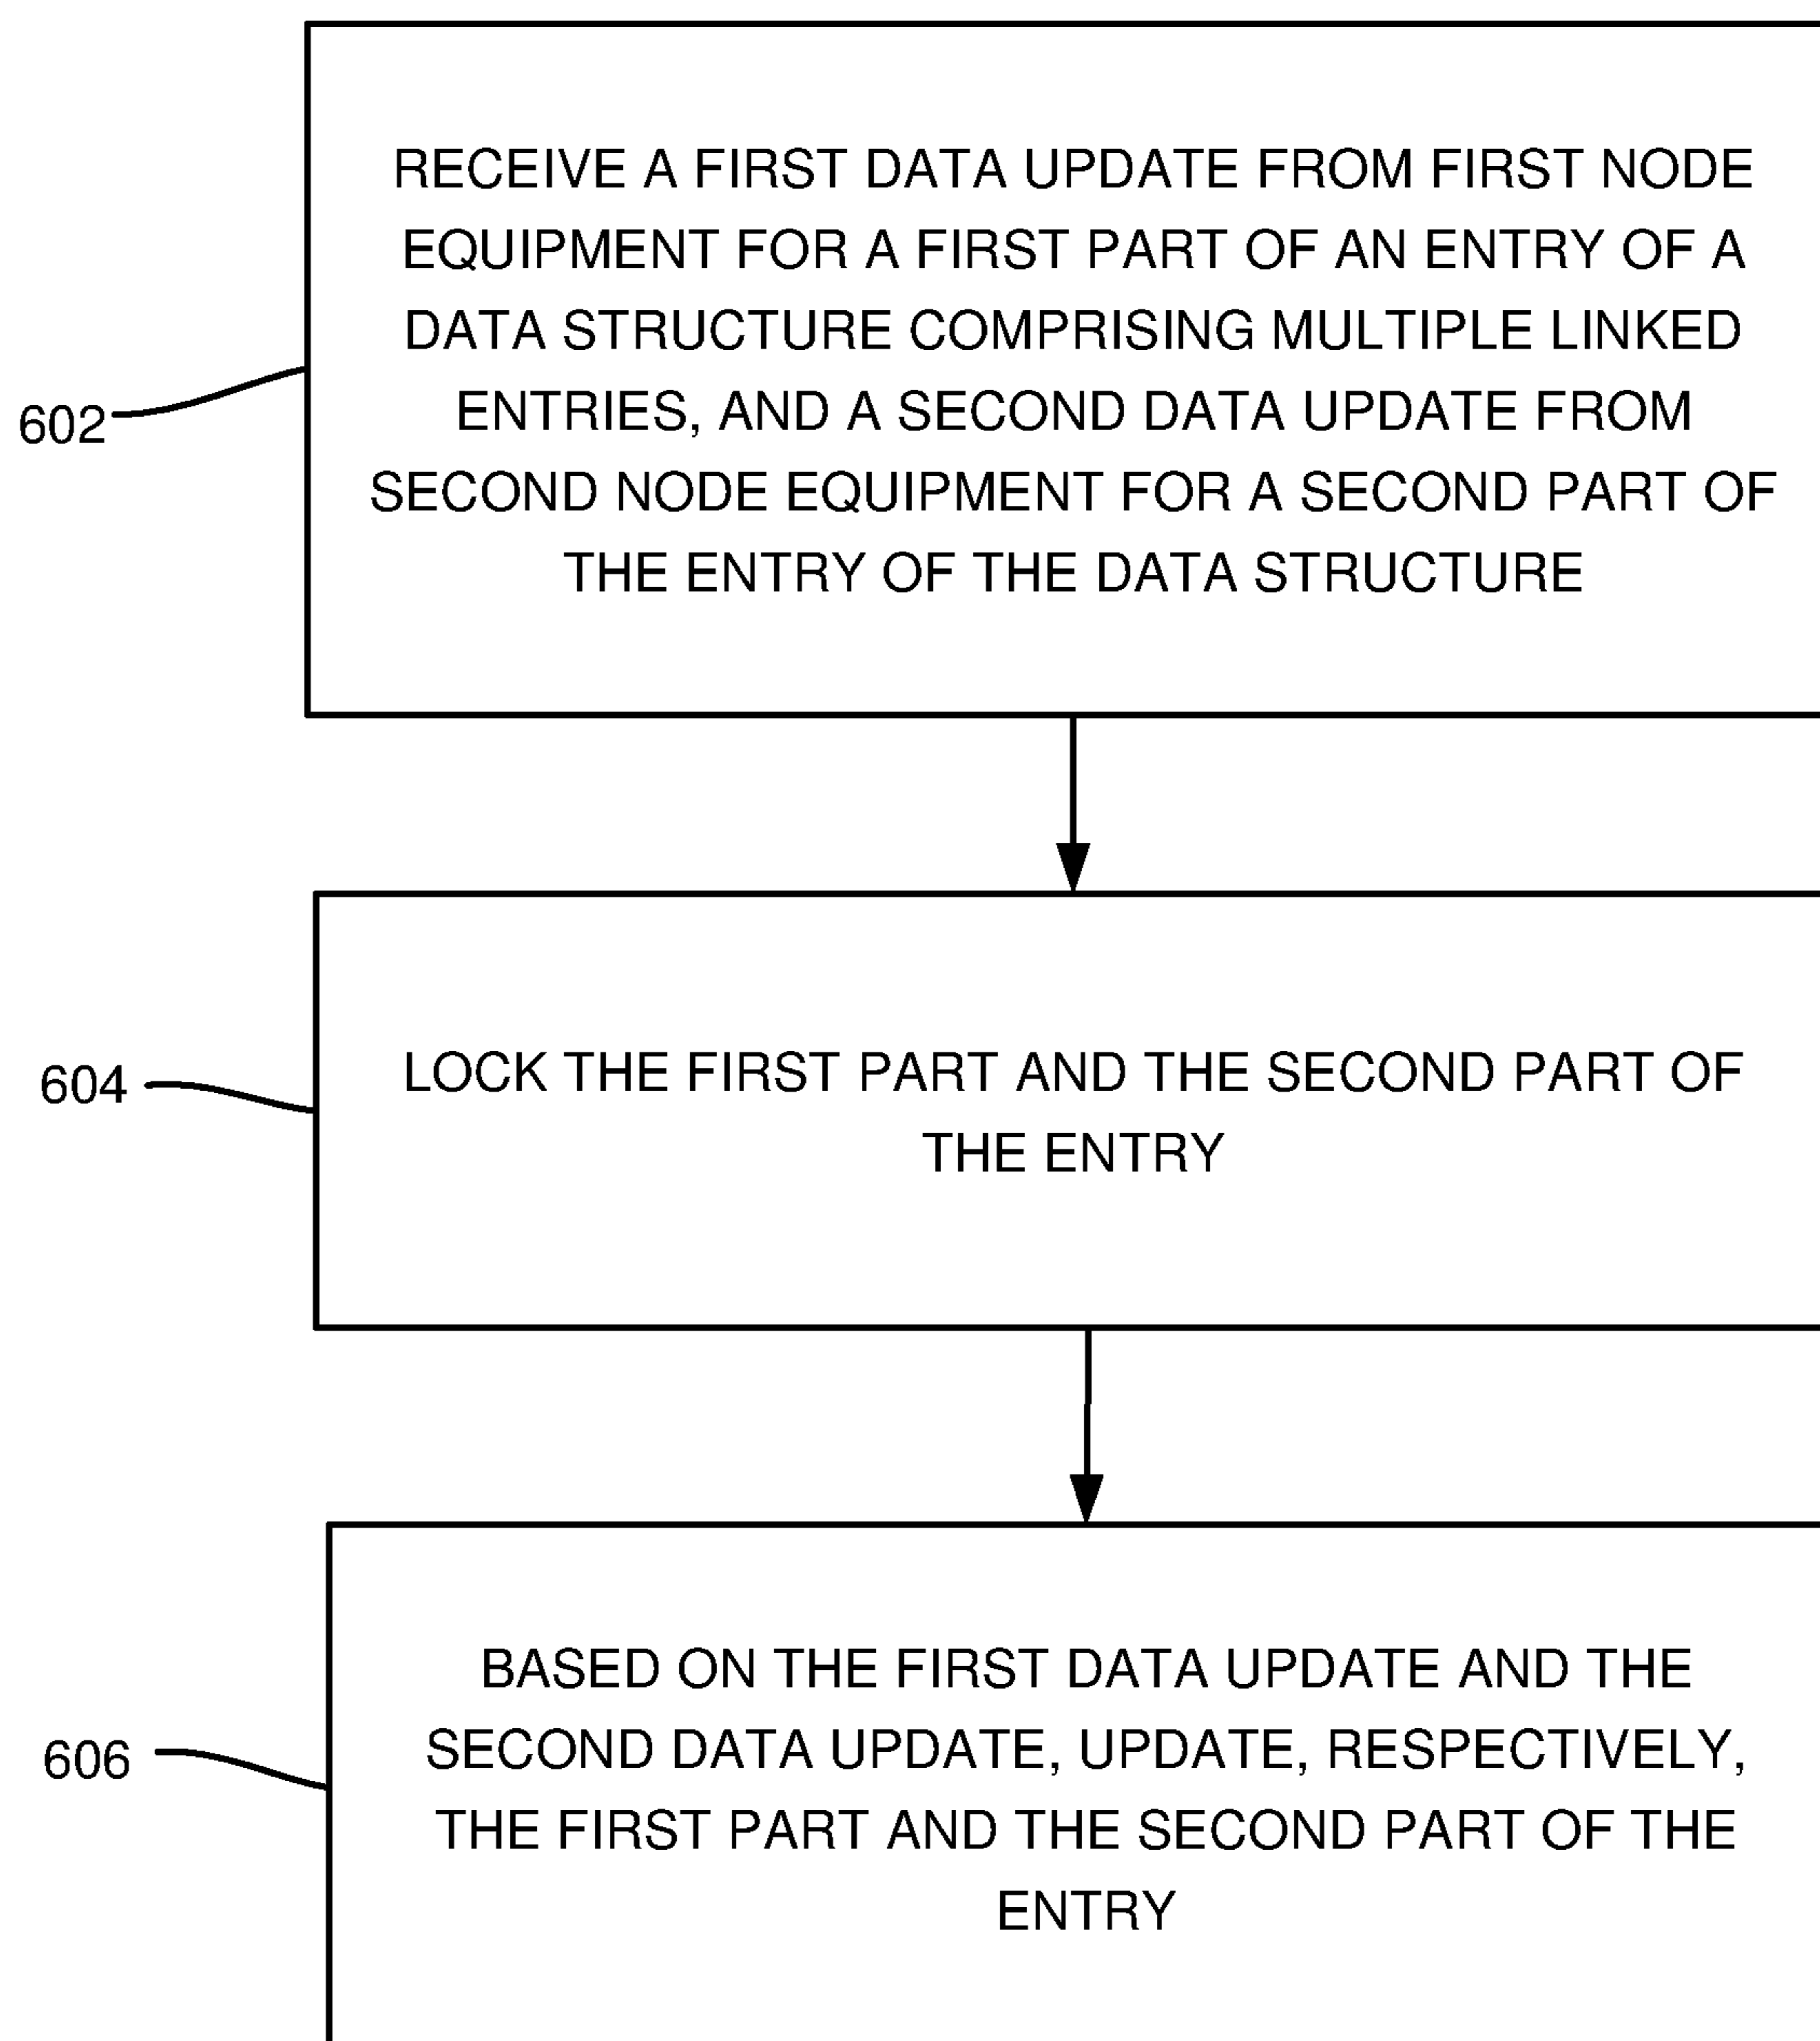 RECEIVE A FIRST DATA UPDATE FROM FIRST NODE
EQUIPMENT FOR A FIRST PART OF AN ENTRY OF A
DATA STRUCTURE COMPRISING MULTIPLE LINKED
ENTRIES, AND A SECOND DATA UPDATE FROM
SECOND NODE EQUIPMENT FOR A SECOND PART OF
THE ENTRY OF THE DATA STRUCTURE
602
LOCK THE FIRST PART AND THE SECOND PART OF
THE ENTRY
604
BASED ON THE FIRST DATA UPDATE AND THE
SECOND DATA UPDATE, UPDATE, RESPECTIVELY,
THE FIRST PART AND THE SECOND PART OF THE
ENTRY
606